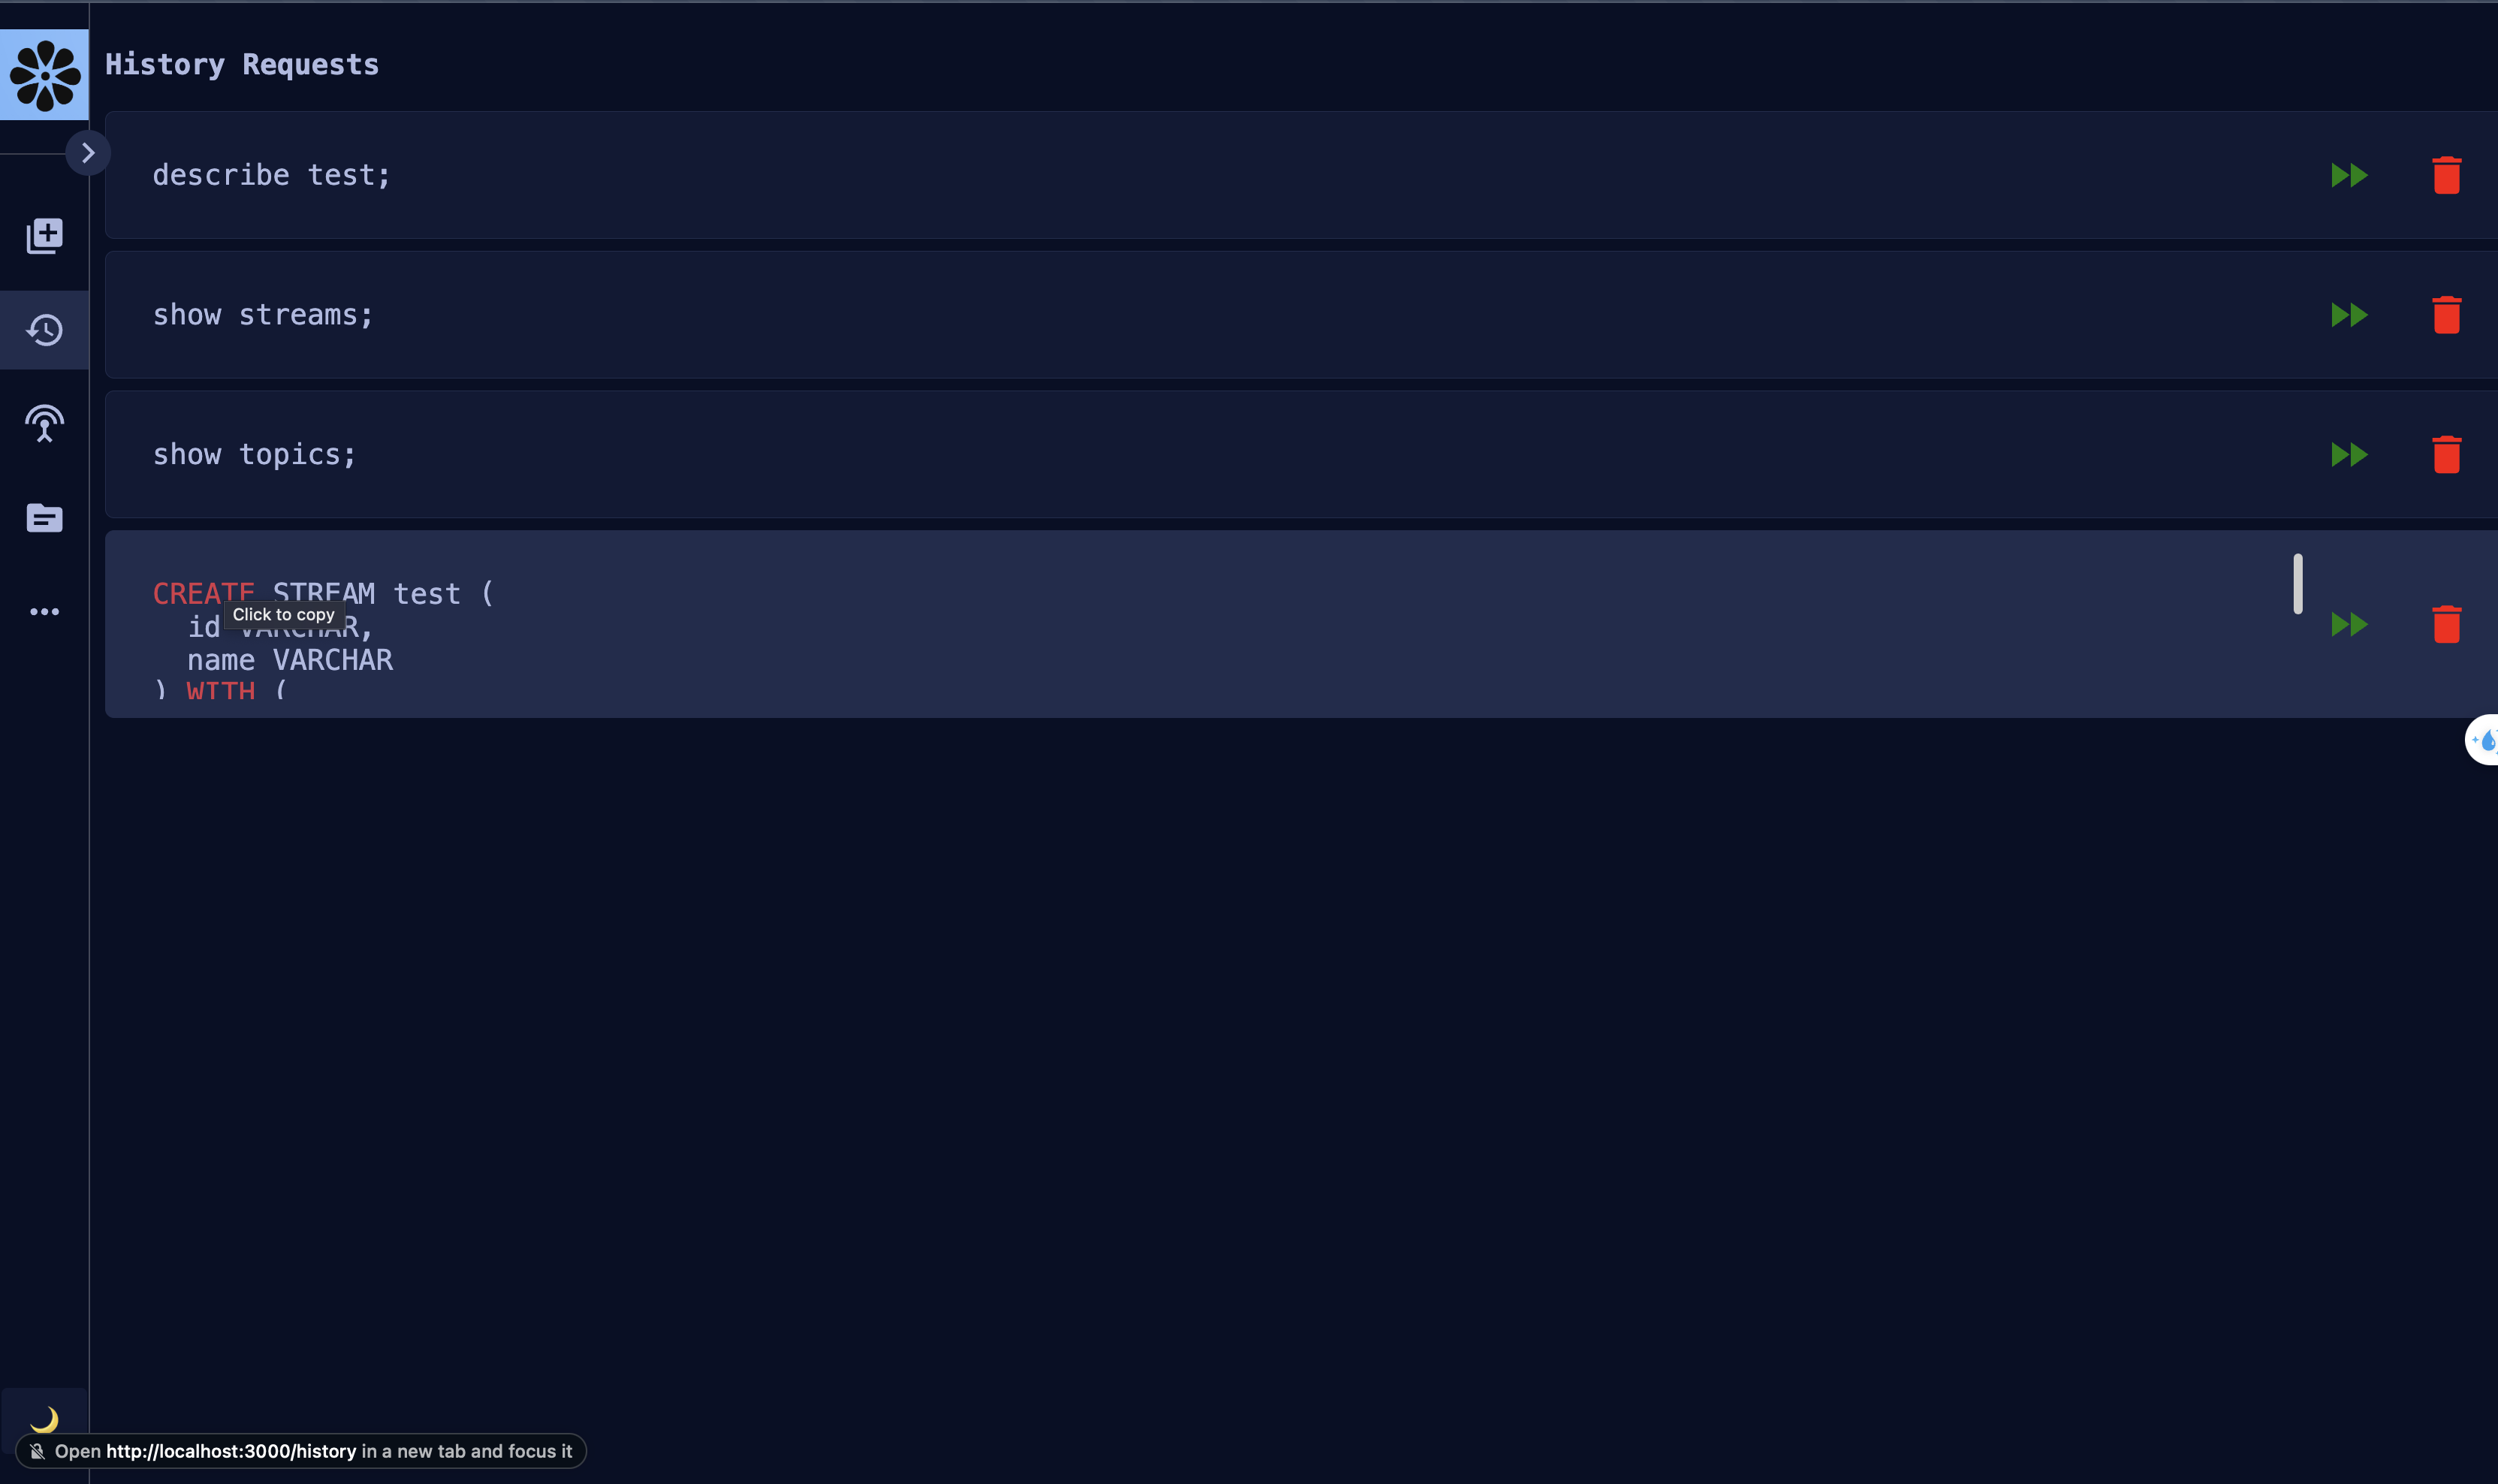 History Requests
describe test;
show streams;
show topics;
CREATE STREAM test (
Click to copy
id VARCHAR,
name VARCHAR
) WITH (
Open http://localhost:3000/history in a new tab and focus it